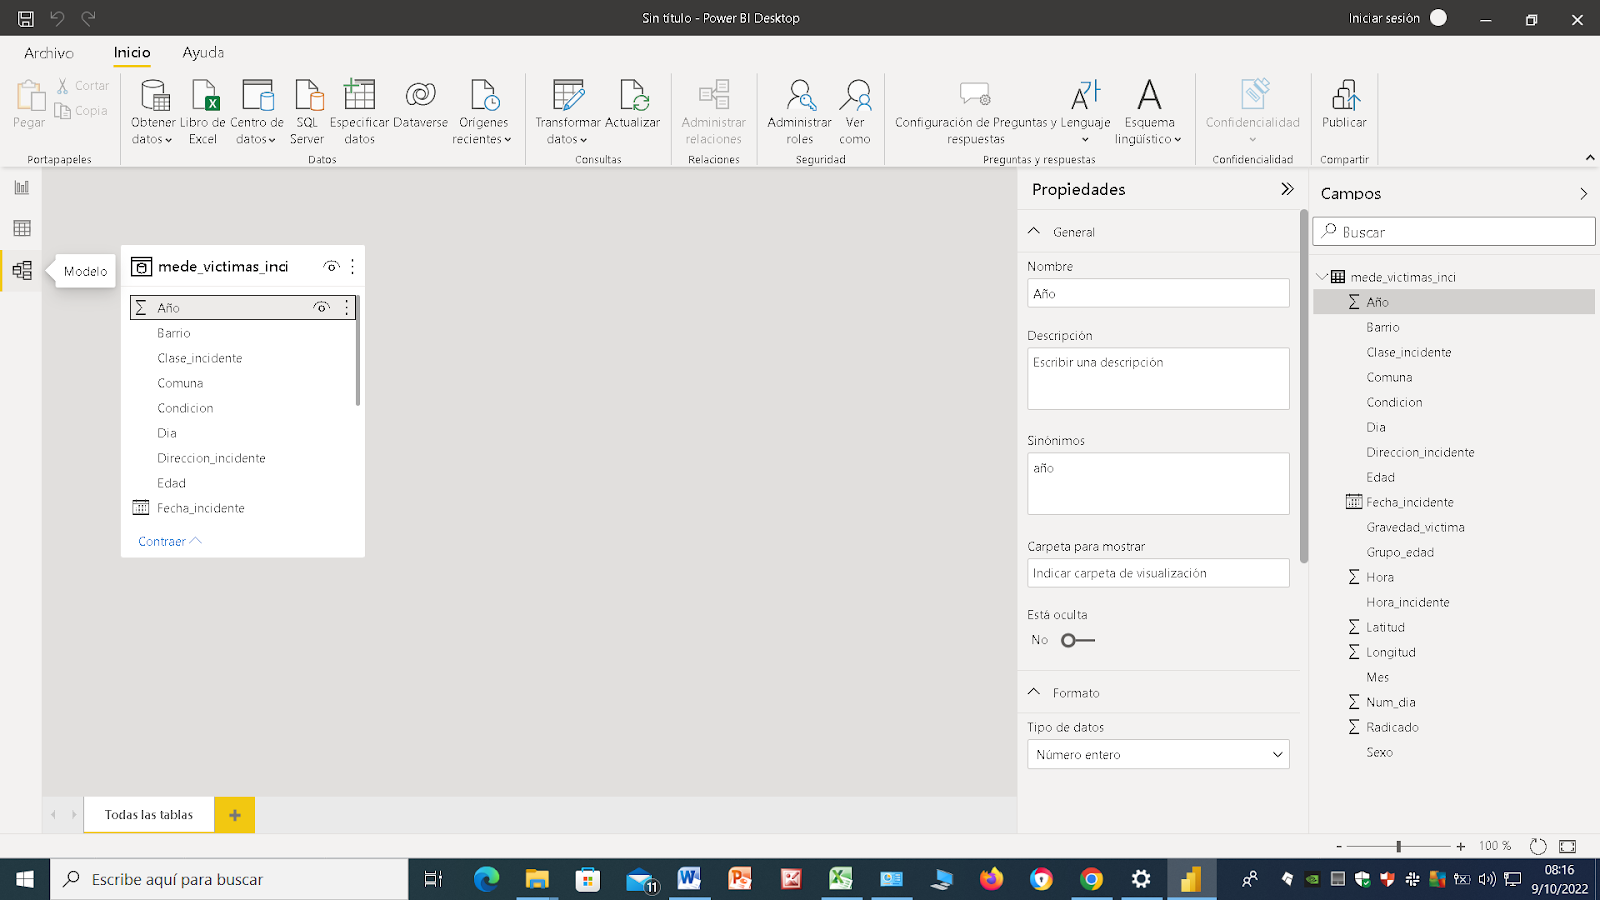 Sin título - Power BI Desktop
Iniciar sesión
Archivo
Inicio
Ayuda
Pegar
Cortar
Copia
Portapapeles
Obtener datos
Libro de Excel
Centro de datos
SQL Server
Especificar datos
Dataverse
Orígenes recientes
Datos
Transformar datos
Actualizar
Consultas
Administrar relaciones
Relaciones
Administrar roles
Ver como
Seguridad
Configuración de Preguntas y respuestas
Lenguaje
Esquema lingüístico
Preguntas y respuestas
Confidencialidad
Confidencialidad
Publicar
Compartir
Modelo
mede_victimas_inci
Año
Barrio
Clase_incidente
Comuna
Condicion
Dia
Direccion_incidente
Edad
Fecha_incidente
Contraer
Propiedades
General
Nombre
Año
Descripción
Escribir una descripción
Sinónimos
año
Carpeta para mostrar
Indicar carpeta de visualización
Está oculta
No
Formato
Tipo de datos
Número entero
Campos
Buscar
mede_victimas_inci
Año
Barrio
Clase_incidente
Comuna
Condicion
Dia
Direccion_incidente
Edad
Fecha_incidente
Gravedad_victima
Grupo_edad
Hora
Hora_incidente
Latitud
Longitud
Mes
Num_dia
Radicado
Sexo
Todas las tablas
100 %
Escribe aquí para buscar
11
08:16
9/10/2022